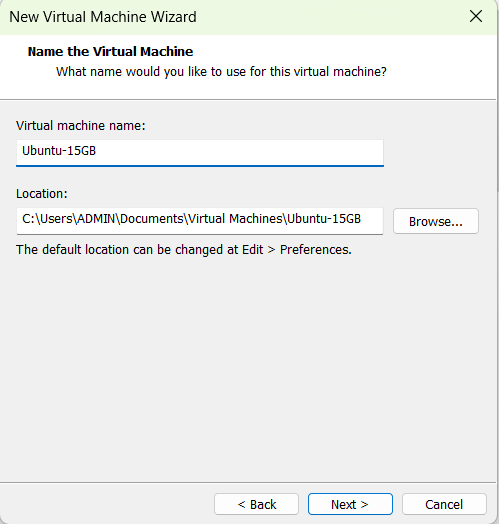 New Virtual Machine Wizard
Name the Virtual Machine
What name would you like to use for this virtual machine?
Virtual machine name:
Ubuntu-15GB
Location:
C:\Users\ADMIN\Documents\Virtual Machines\Ubuntu-15GB
Browse...
The default location can be changed at Edit > Preferences.
< Back
Next >
Cancel